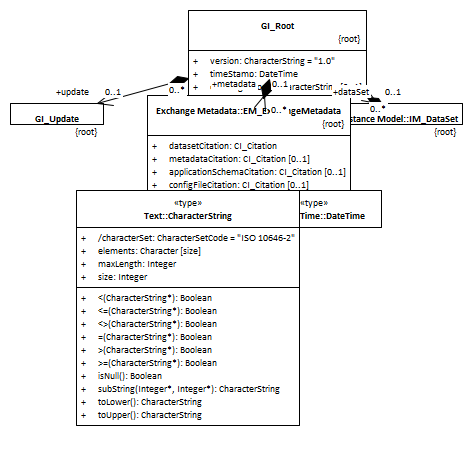 GI_Root
{root}
+ version: CharacterString = "1.0"
+ timeStamp: DateTime
+metadata 0..1
+update 0..1
0..*
+dataSet 0..1
0..*
0..*
GI_Update
{root}
Exchange Metadata::EM_E
geMetadata
{root}
stance Model::IM_DataSet
{root}
+ datasetCitation: CI_Citation
+ metadataCitation: CI_Citation [0..1]
+ applicationSchemaCitation: CI_Citation [0..1]
+ configFileCitation: CI_Citation [0..1]
«type»
Text::CharacterString
«type»
Time::DateTime
+ /characterSet: CharacterSetCode = "ISO 10646-2"
+ elements: Character [size]
+ maxLength: Integer
+ size: Integer
+ <(CharacterString*): Boolean
+ <=(CharacterString*): Boolean
+ <>(CharacterString*): Boolean
+ =(CharacterString*): Boolean
+ >(CharacterString*): Boolean
+ >=(CharacterString*): Boolean
+ isNull(): Boolean
+ subString(Integer*, Integer*): CharacterString
+ toLower(): CharacterString
+ toUpper(): CharacterString